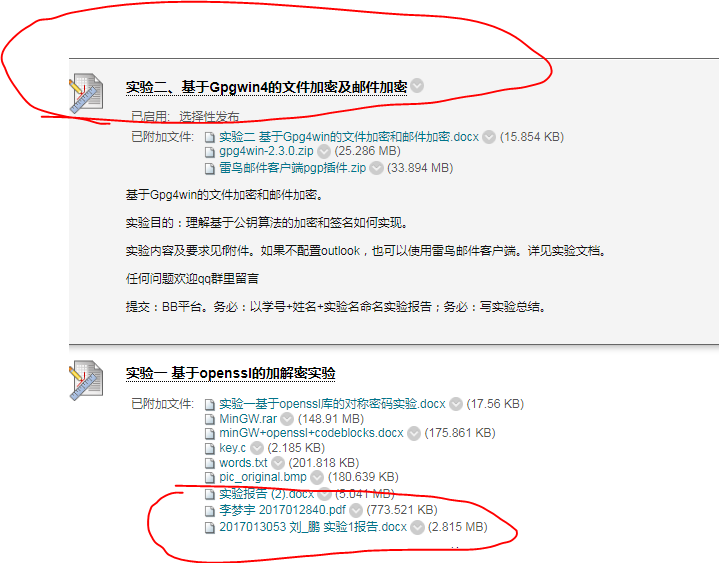 实验二、基于Gpgwin4的文件加密及邮件加密
已启用: 选择性发布
已附加文件: 实验二 基于Gpg4win的文件加密和邮件加密.docx (15.854 KB)
gpg4win-2.3.0.zip (25.286 MB)
雷鸟邮件客户端pgp插件.zip (33.894 MB)
基于Gpg4win的文件加密和邮件加密。
实验目的：理解基于公钥算法的加密和签名如何实现。
实验内容及要求见f附件。如果不配置outlook，也可以使用雷鸟邮件客户端。详见实验文档。
任何问题欢迎qq群里留言
提交：BB平台。务必：以学号+姓名+实验名命名实验报告；务必：写实验总结。
实验一 基于openssl的加解密实验
已附加文件: 实验一基于openssl库的对称密码实验.docx (17.56 KB)
MinGW.rar (148.91 MB)
minGW+openssl+codeblocks.docx (175.861 KB)
key.c (2.185 KB)
words.txt (201.818 KB)
pic_original.bmp (180.639 KB)
实验报告 (2).docx (5.041 MB)
李梦宇 2017012840.pdf (773.521 KB)
2017013053 刘_鹏 实验1报告.docx (2.815 MB)